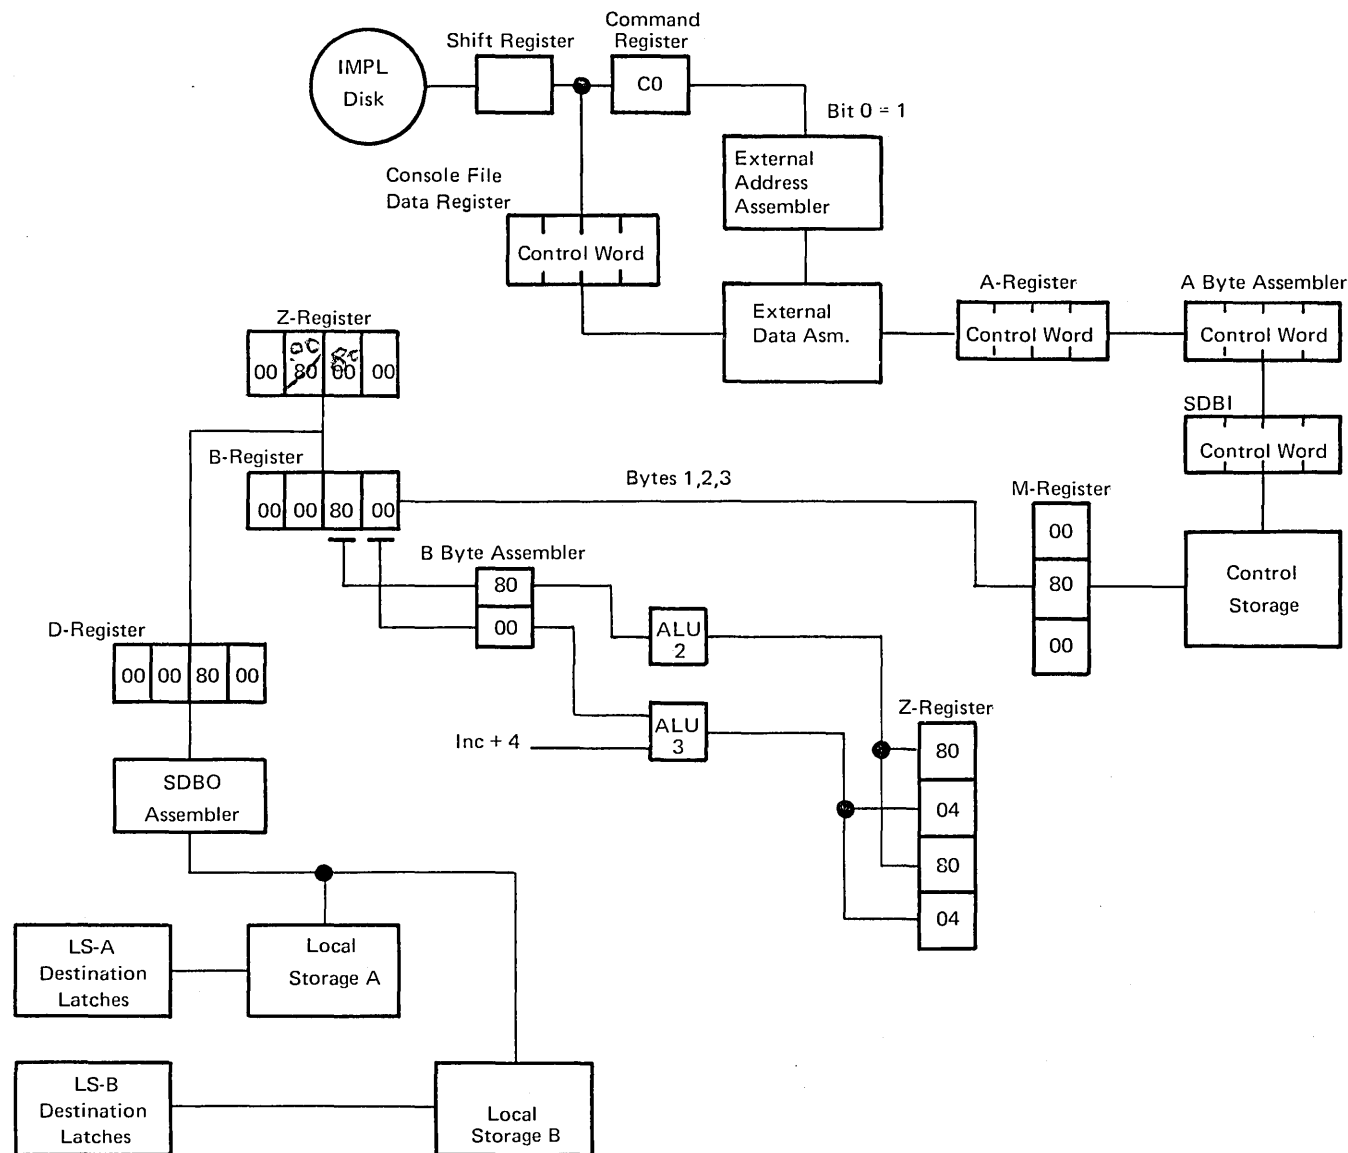 Shift Register
Command
Register
IMPL
Disk
C0
Bit 0 = 1
External
Address
Assembler
Console File
Data Register
Control Word
External
Data Asm.
A-Register
Control Word
A Byte Assembler
Control Word
Z-Register
00 80 00 00
SDBI
Control Word
B-Register
00 00 80 00
Bytes 1,2,3
M-Register
00
80
00
Control
Storage
B Byte Assembler
80
00
ALU
2
D-Register
00 00 80 00
ALU
3
Inc + 4
Z-Register
80
04
80
04
SDBO
Assembler
LS-A
Destination
Latches
Local
Storage A
LS-B
Destination
Latches
Local
Storage B